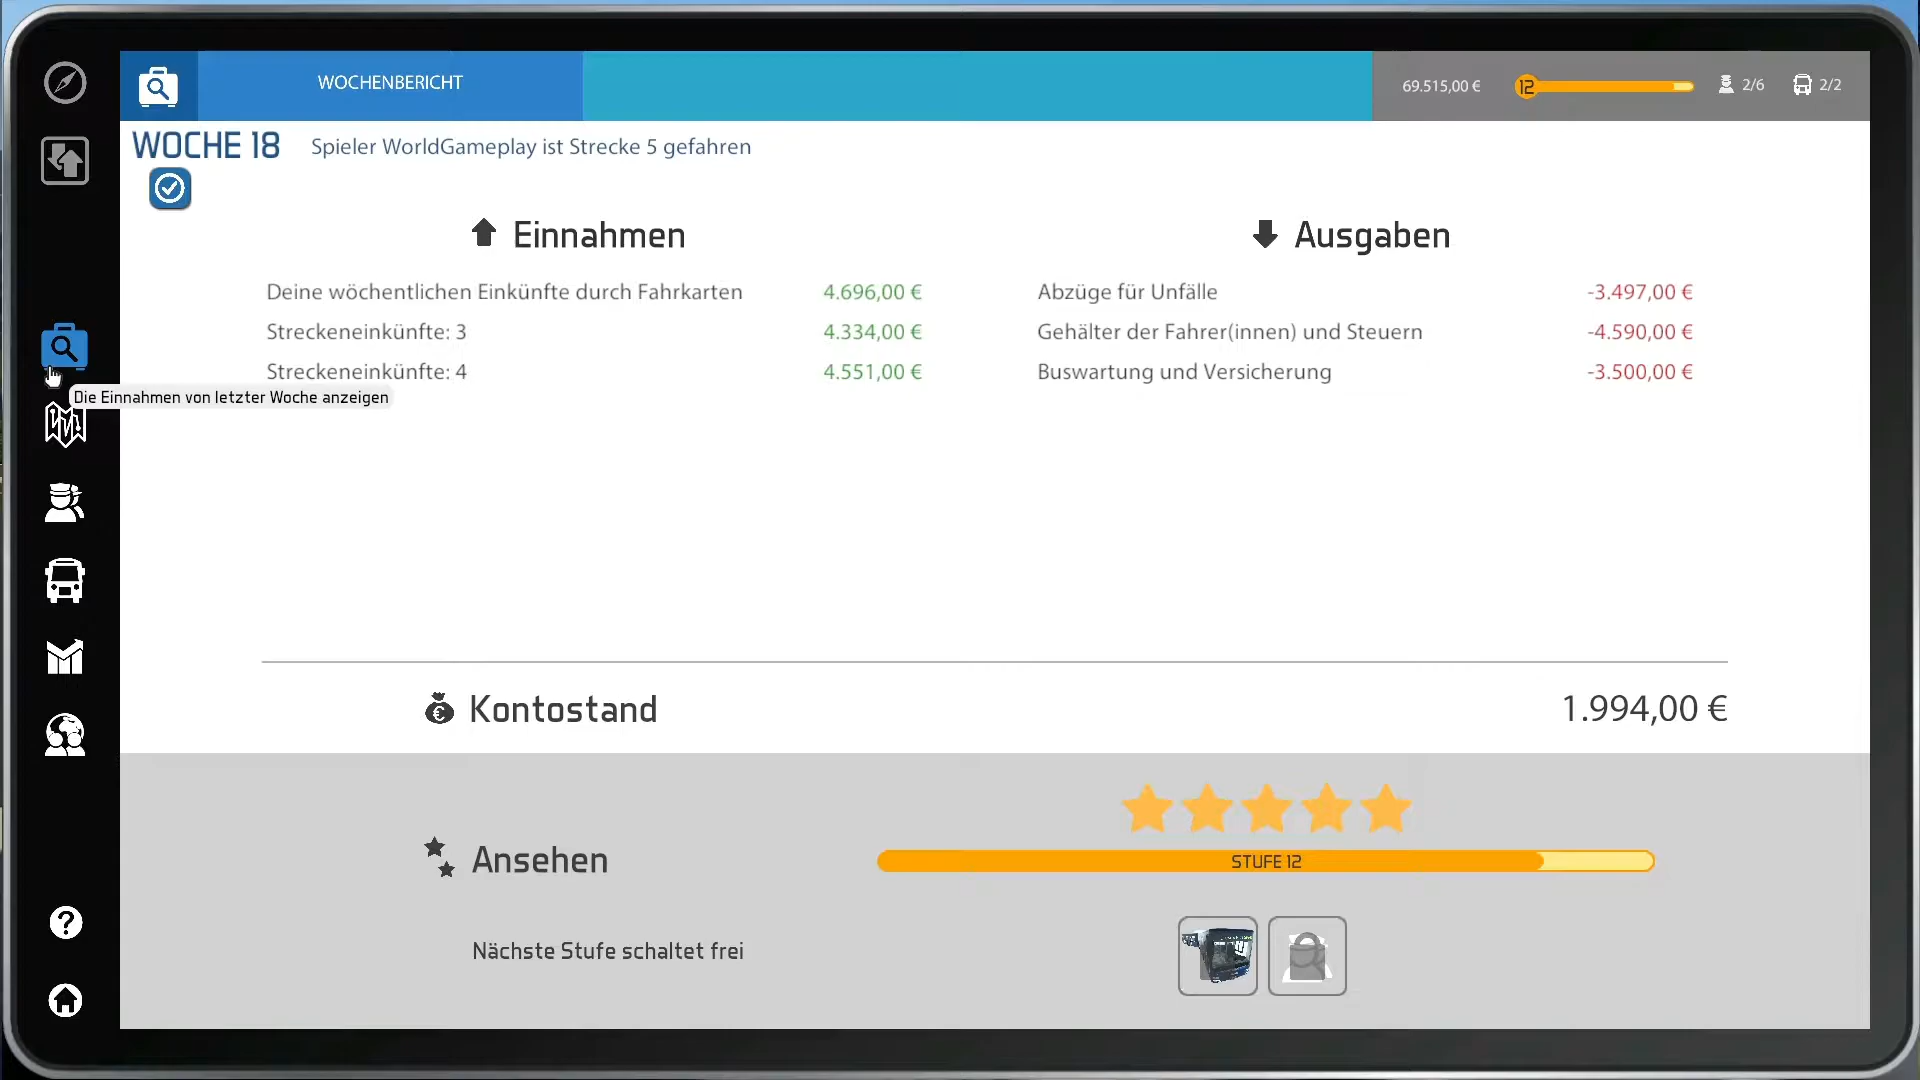 WOCHENBERICHT
69.515,00 €
12
2/6
2/2
WOCHE 18
Spieler WorldGameplay ist Strecke 5 gefahren
Einnahmen
Ausgaben
Deine wöchentlichen Einkünfte durch Fahrkarten 4.696,00 €
Abzüge für Unfälle -3.497,00 €
Streckeneinkünfte: 3 4.334,00 €
Gehälter der Fahrer(innen) und Steuern -4.590,00 €
Streckeneinkünfte: 4 4.551,00 €
Buswartung und Versicherung -3.500,00 €
Die Einnahmen von letzter Woche anzeigen
Kontostand 1.994,00 €
Ansehen
STUFE 12
Nächste Stufe schaltet frei